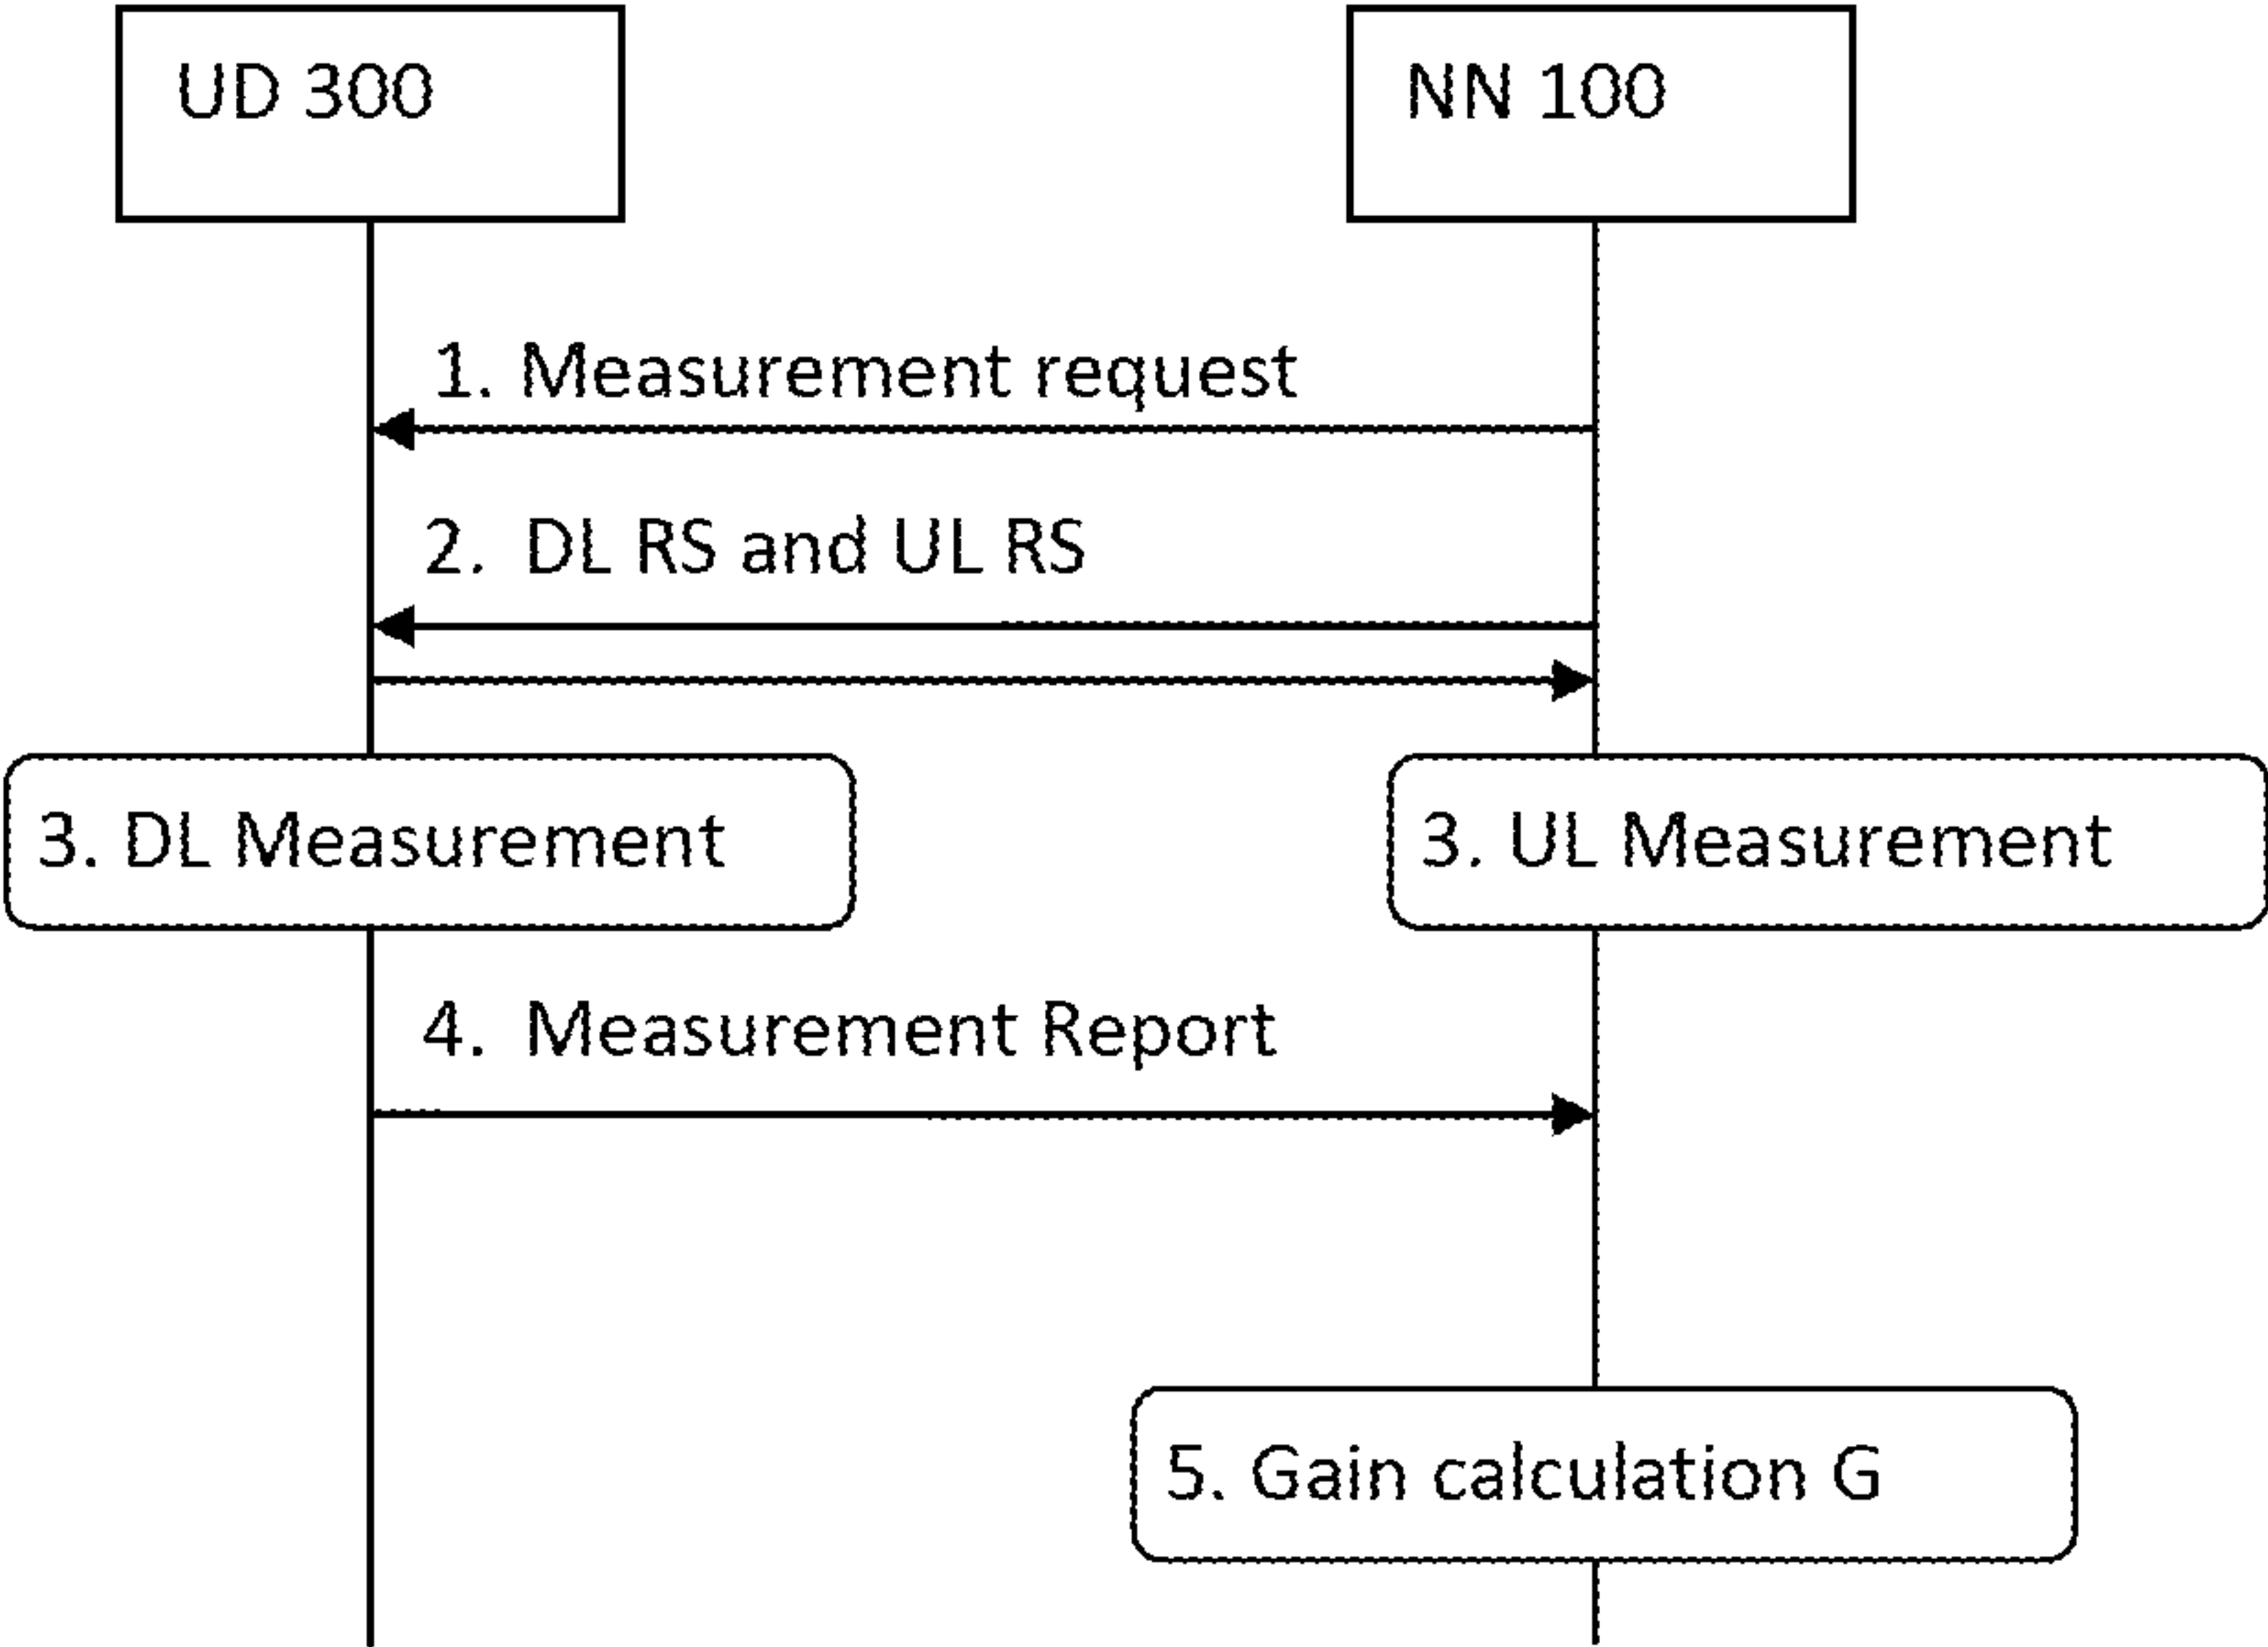 UD 300
NN 100
1. Measurement request
2. DL RS and UL RS
3. DL Measurement
3. UL Measurement
4. Measurement Report
5. Gain calculation G